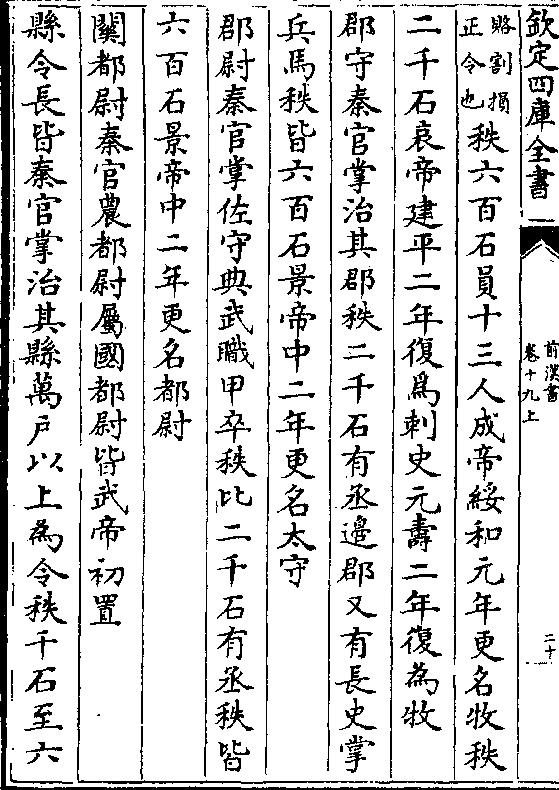 欽定四庫全書
前漢書
卷十九上
二十
賂割損
正令也
秩六百石員十三人成帝綏和元年更名牧秩
二千石哀帝建平二年復為刺史元壽二年復為牧
郡守秦官掌治其郡秩二千石有丞邉郡又有長史掌
兵馬秩皆六百石景帝中二年更名太守
郡尉秦官掌佐守典武職甲卒秩比二千石有丞秩皆
六百石景帝中二年更名都尉
關都尉秦官農都尉屬國都尉皆武帝初置
縣令長皆秦官掌治其縣萬户以上為令秩千石至六